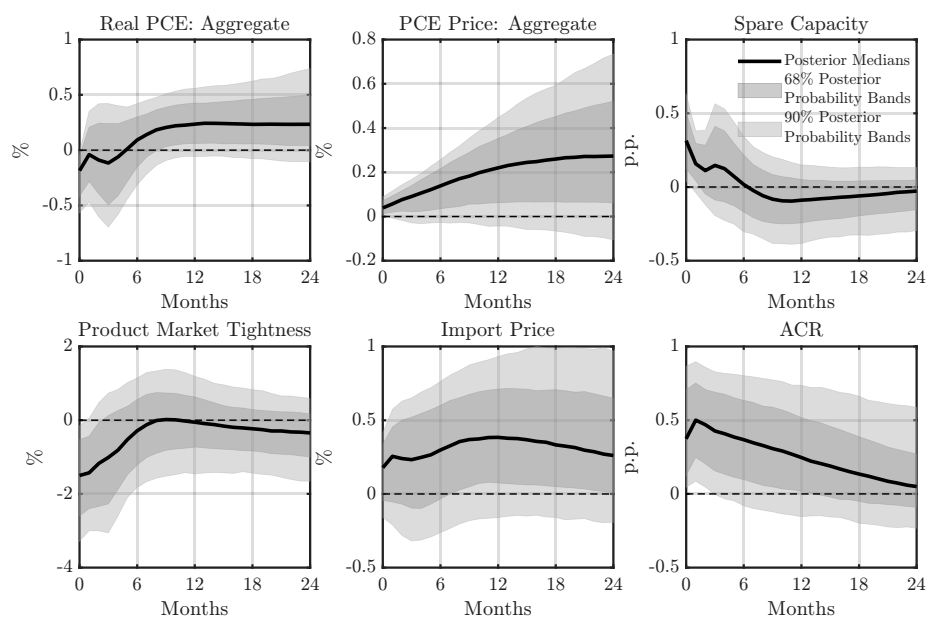 Real PCE: Aggregate
1
0.5
0
-0.5
-1
%
0 6 12 18 24
Months
PCE Price: Aggregate
0.8
0.6
0.4
0.2
0
-0.2
%
0 6 12 18 24
Months
Spare Capacity
1
0.5
0
-0.5
p.p.
Posterior Medians
68% Posterior
Probability Bands
90% Posterior
Probability Bands
0 6 12 18 24
Months
Product Market Tightness
2
0
-2
-4
%
0 6 12 18 24
Months
Import Price
1
0.5
0
-0.5
%
0 6 12 18 24
Months
ACR
1
0.5
0
-0.5
p.p.
0 6 12 18 24
Months